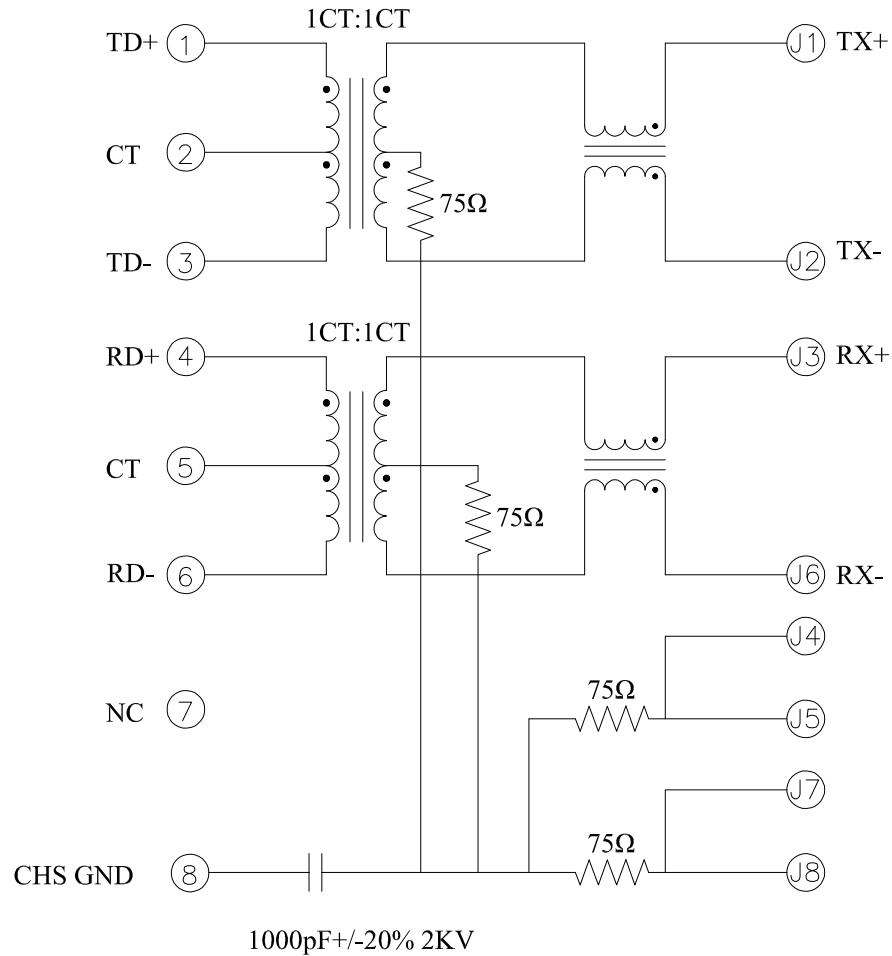 1CT:1CT
TD+ 1 J1 TX+
CT 2
75Ω
TD- 3 J2 TX-
1CT:1CT
RD+ 4 J3 RX+
CT 5
75Ω
RD- 6 J6 RX-
J4
75Ω
NC 7 J5
J7
75Ω
CHS GND 8 J8
1000pF+/-20% 2KV